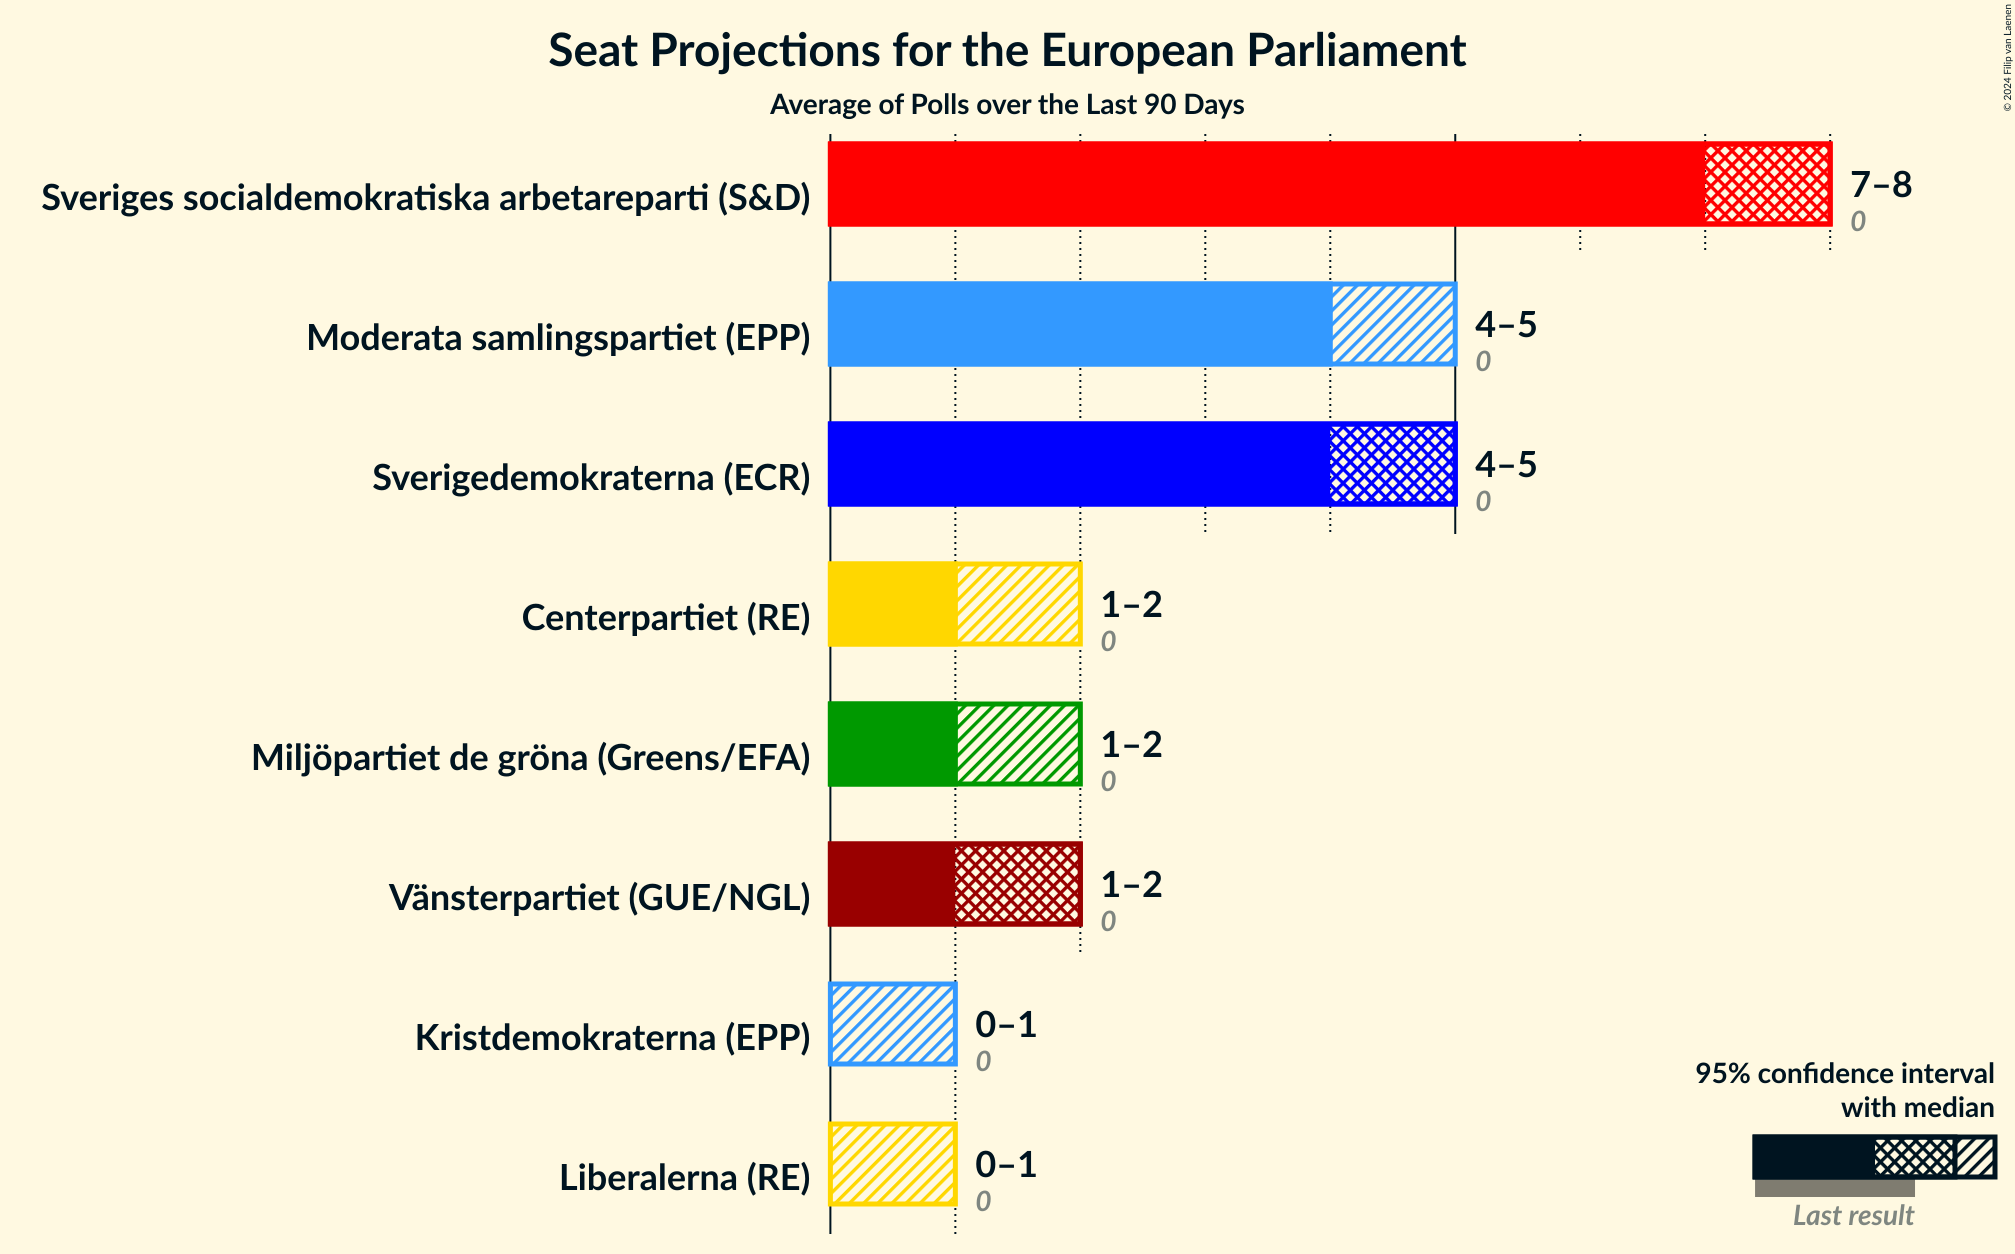 Seat Projections for the European Parliament
Average of Polls over the Last 90 Days
© 2024 Filip van Laenen
Sveriges socialdemokratiska arbetareparti (S&D)
7–8
0
Moderata samlingspartiet (EPP)
4–5
0
Sverigedemokraterna (ECR)
4–5
0
Centerpartiet (RE)
1–2
0
Miljöpartiet de gröna (Greens/EFA)
1–2
0
Vänsterpartiet (GUE/NGL)
1–2
0
Kristdemokraterna (EPP)
0–1
0
Liberalerna (RE)
0–1
0
95% confidence interval
with median
Last result